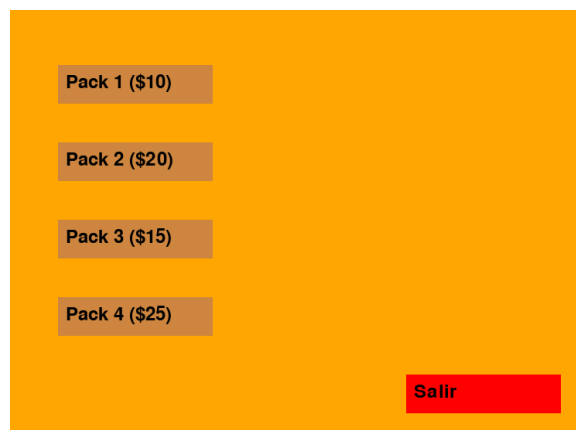 Pack 1 ($10)
Pack 2 ($20)
Pack 3 ($15)
Pack 4 ($25)
Salir